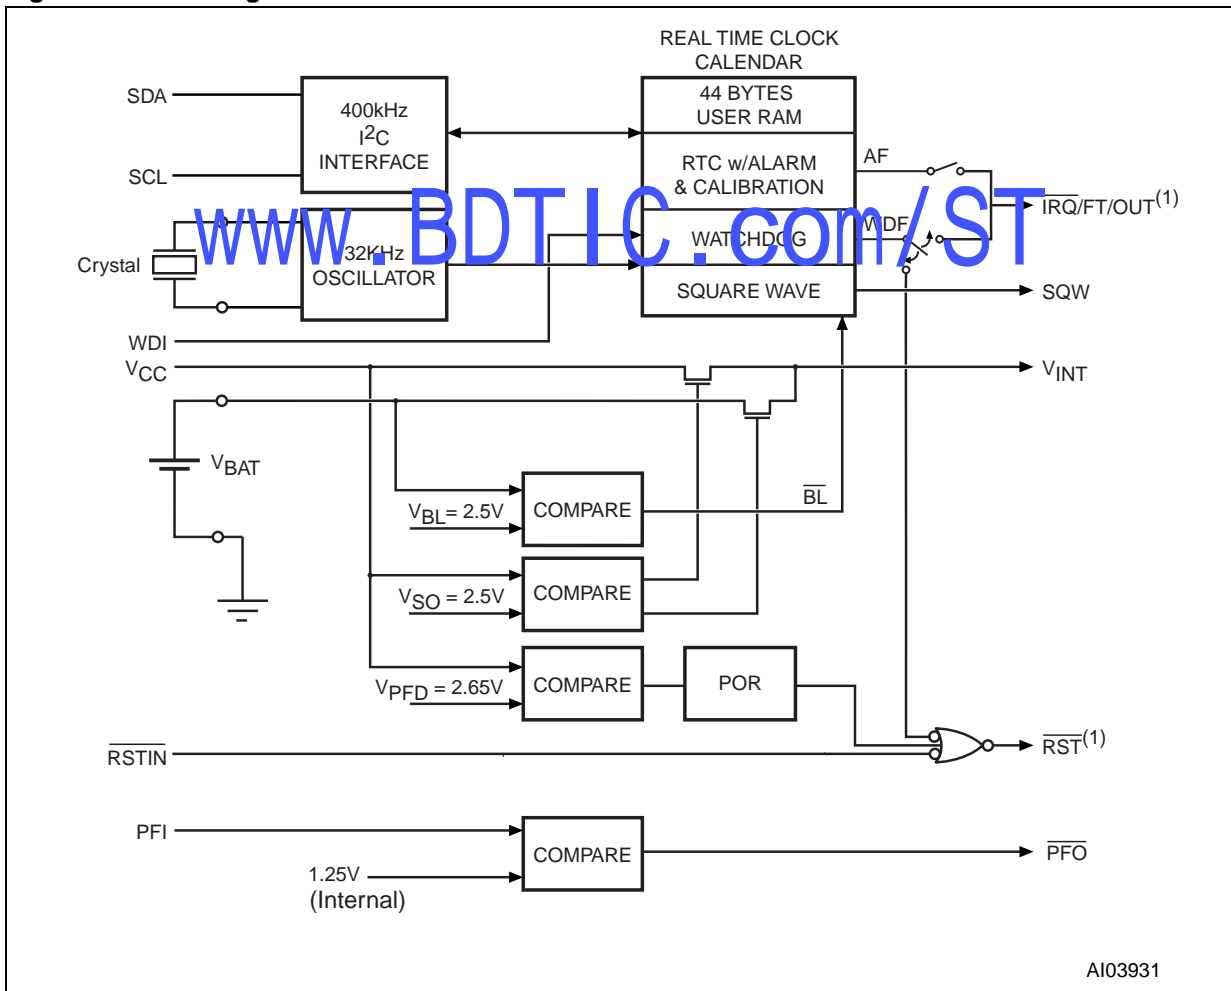 REAL TIME CLOCK
CALENDAR
SDA
400kHz
I2C
INTERFACE
44 BYTES
USER RAM
SCL
RTC w/ALARM
& CALIBRATION
AF
IRQ/FT/OUT(1)
www.BDTIC.com/ST
Crystal
32KHz
OSCILLATOR
WATCHDOG
WDF
SQUARE WAVE
SQW
WDI
VCC
VINT
VBAT
VBL= 2.5V
COMPARE
BL
VSO = 2.5V
COMPARE
VPFD = 2.65V
COMPARE
POR
RSTIN
RST(1)
PFI
COMPARE
PFO
1.25V
(Internal)
AI03931